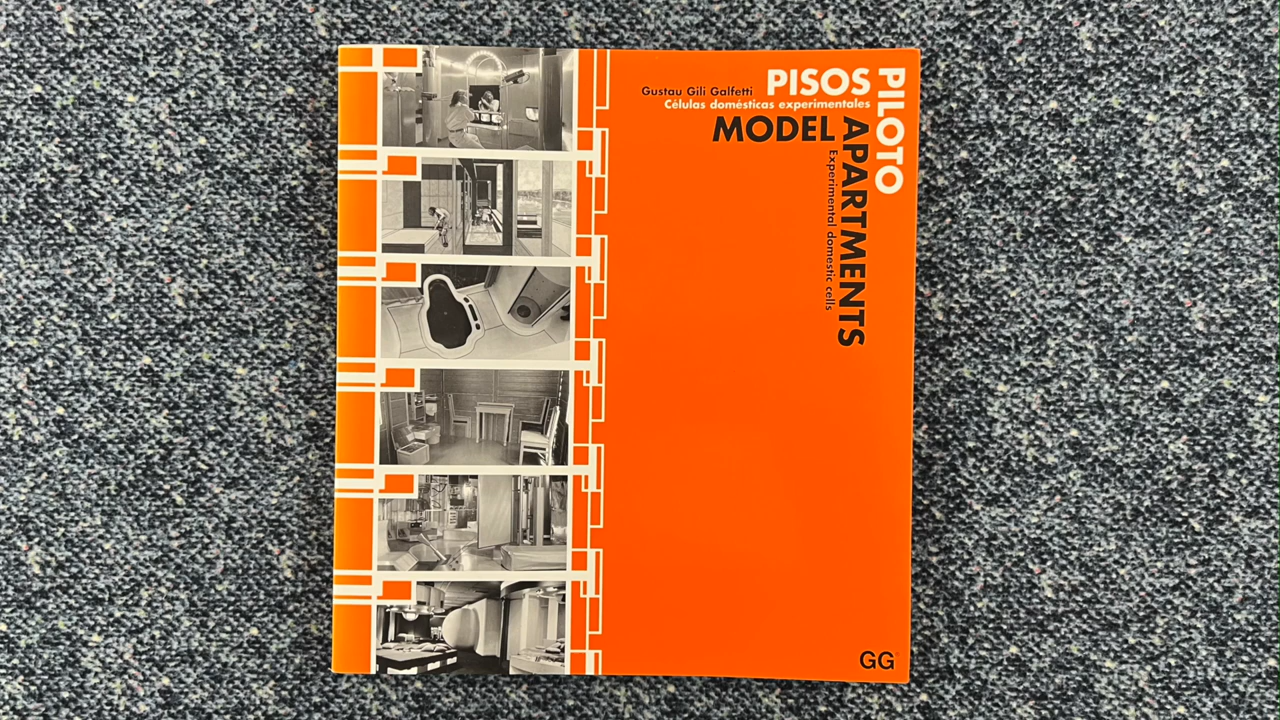 PISOS
PILOTO
Gustau Gili Galfetti
Células domésticas experimentales
MODEL
APARTMENTS
Experimental domestic cells
GG